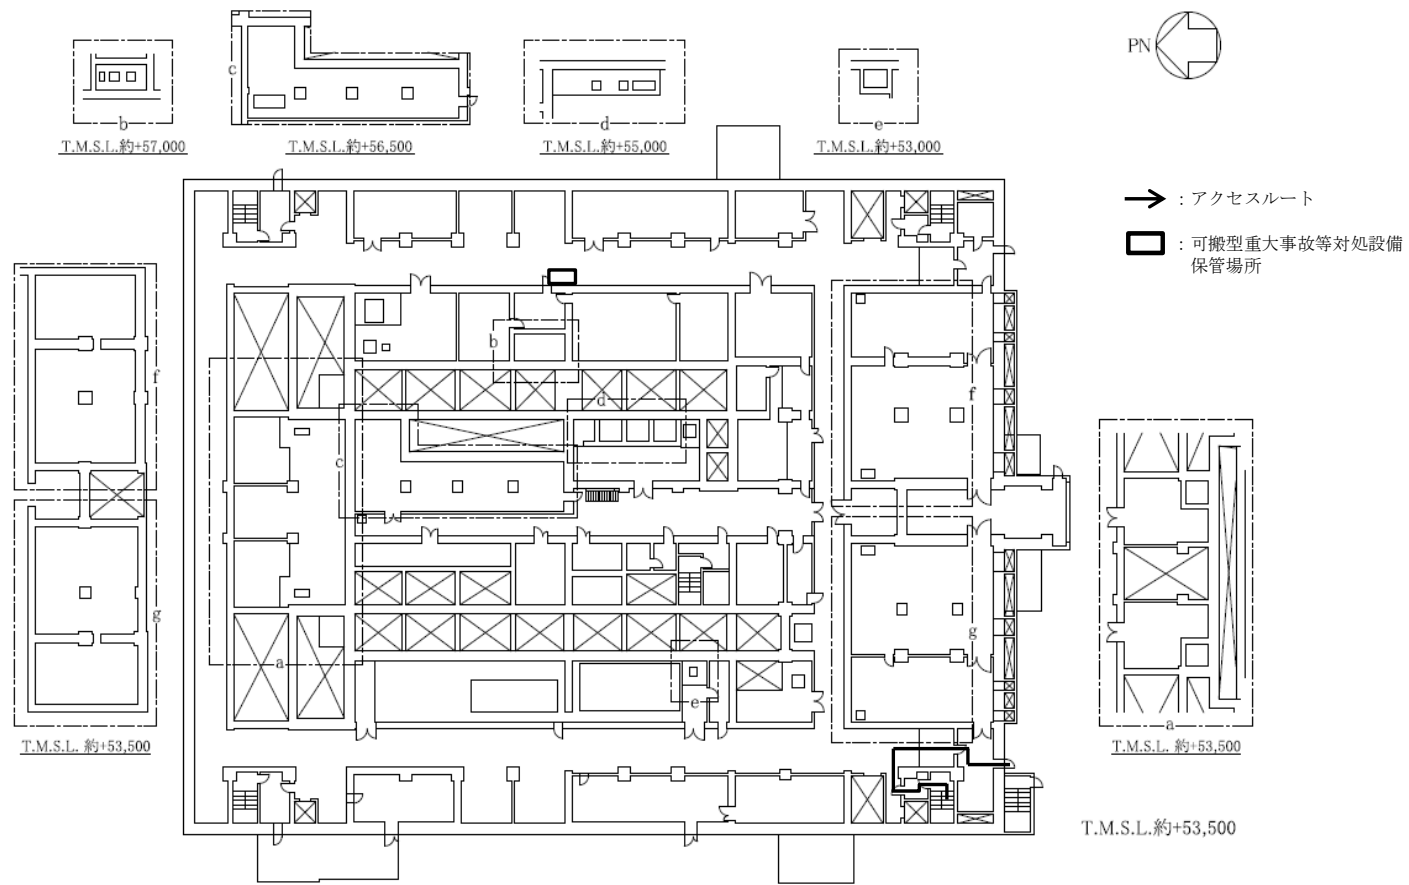 PN
c
b
T.M.S.L.約+57,000
T.M.S.L.約+56,500
d
T.M.S.L.約+55,000
e
T.M.S.L.約+53,000
：アクセスルート
：可搬型重大事故等対処設備
保管場所
f
g
T.M.S.L. 約+53,500
b
d
c
f
g
a
e
a
T.M.S.L. 約+53,500
T.M.S.L.約+53,500